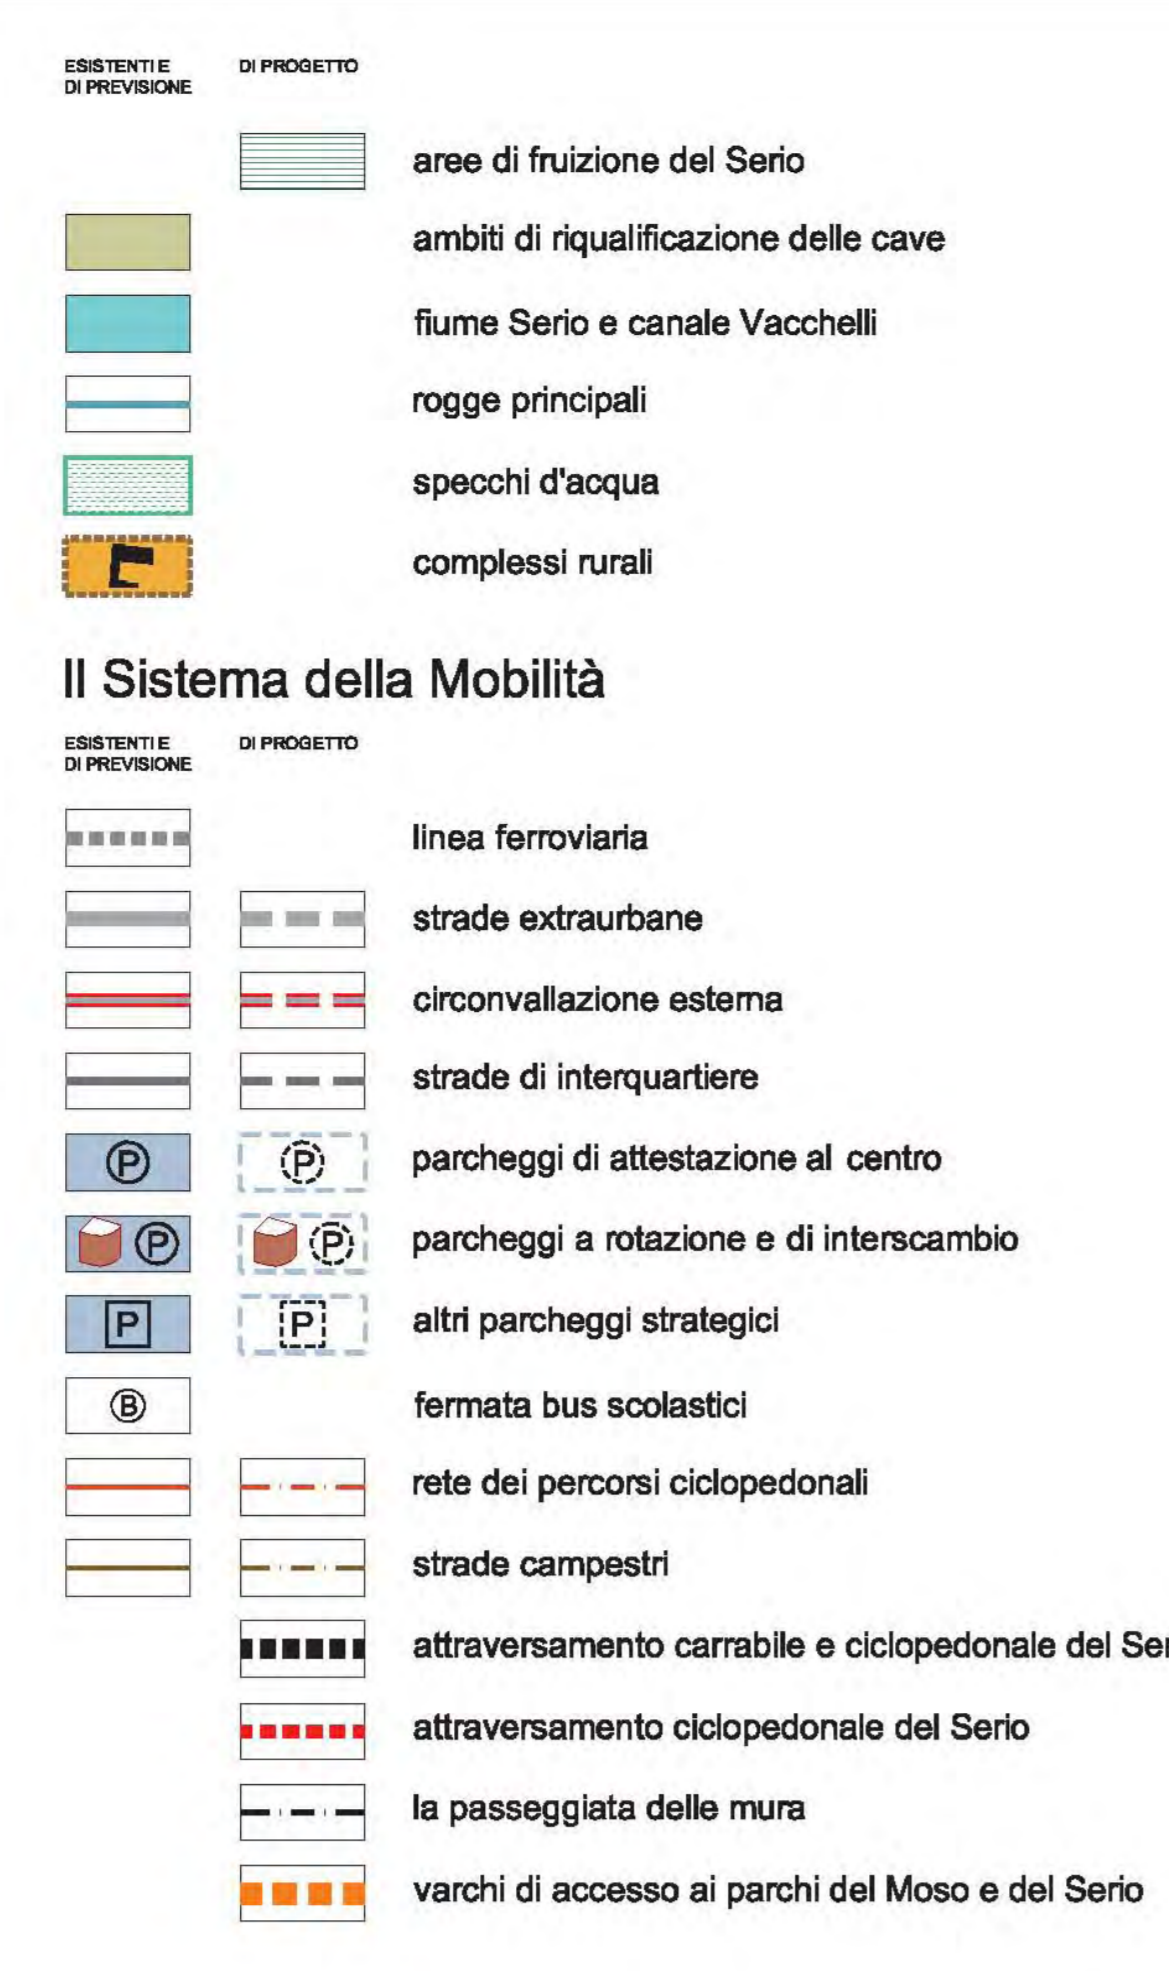 ESISTENTI E DI PROGETTO
DI PREVISIONE
aree di fruizione del Serio
ambiti di riqualificazione delle cave
fiume Serio e canale Vacchelli
rogge principali
specchi d'acqua
complessi rurali
Il Sistema della Mobilità
ESISTENTI E DI PROGETTO
DI PREVISIONE
linea ferroviaria
strade extraurbane
circonvallazione esterna
strade di interquartiere
P P parcheggi di attestazione al centro
P P parcheggi a rotazione e di interscambio
P P altri parcheggi strategici
B fermata bus scolastici
rete dei percorsi ciclopedonali
strade campestri
attraversamento carrabile e ciclopedonale del
attraversamento ciclopedonale del Serio
la passeggiata delle mura
varchi di accesso ai parchi del Moso e del Serio